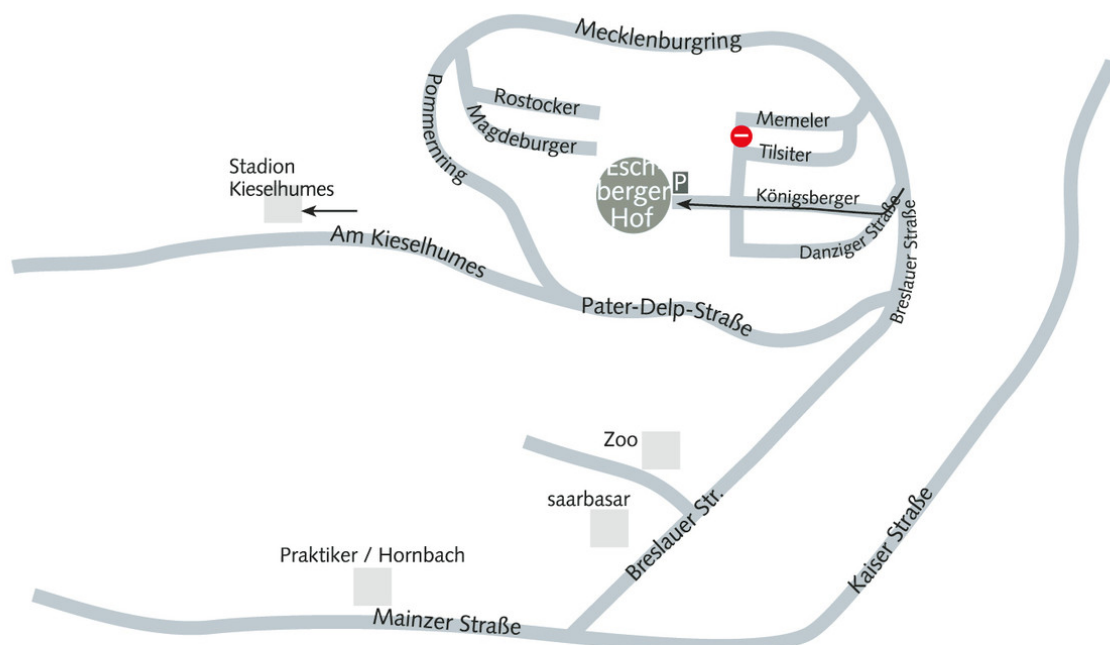 Mecklenburgring
Pommernring
Rostocker
Magdeburger
Memeler
Tilsiter
Stadion
Kieselhumes
Esch-
berger
Hof
P
Königsberger
Danziger Straße
Breslauer Straße
Am Kieselhumes
Pater-Delp-Straße
Zoo
saarbasar
Breslauer Str.
Kaiser Straße
Praktiker / Hornbach
Mainzer Straße